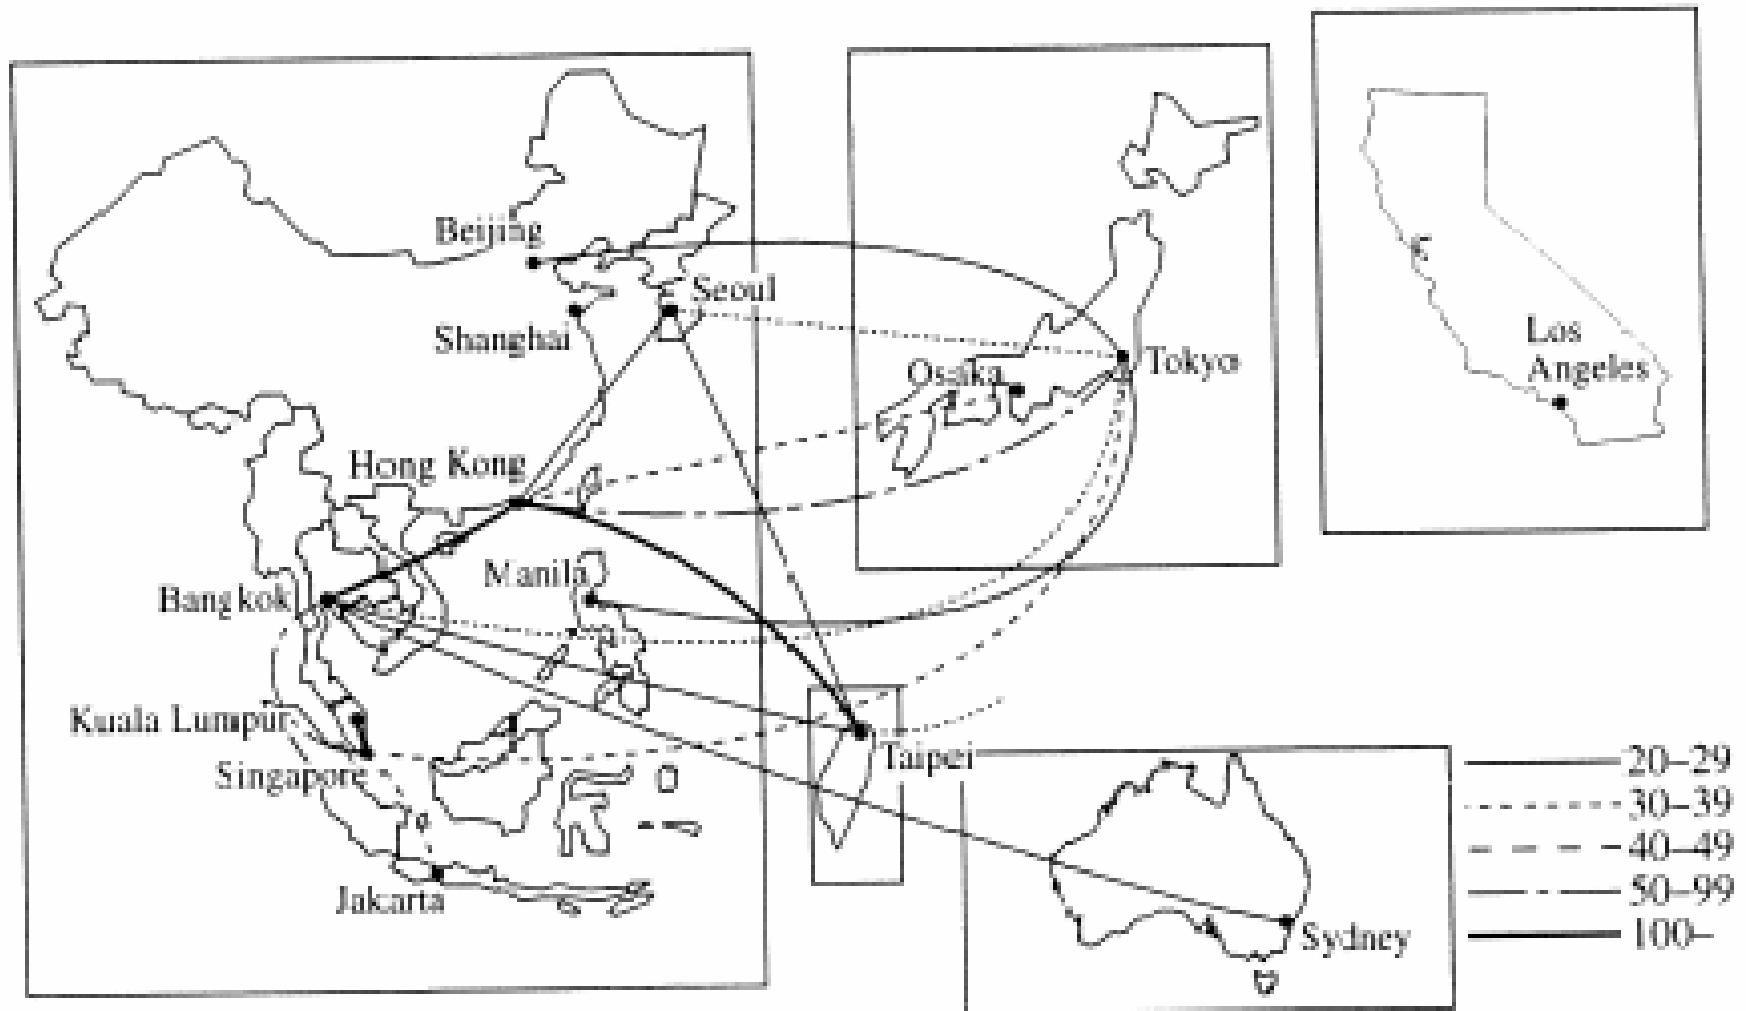 Beijing
Seoul
Shanghai
Osaka
Tokyo
Los
Angeles
Hong Kong
Manila
Bangkok
Kuala Lumpur
Singapore
Taipei
Jakarta
Sydney
20–29
30–39
40–49
50–99
100–